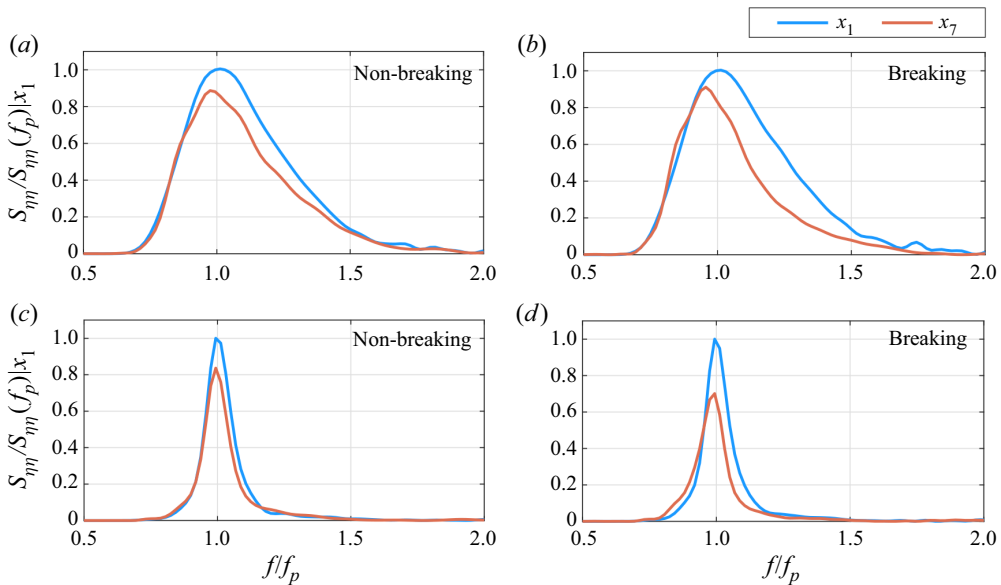 x1 x7
(a) (b)
Non-breaking Breaking
1.0 1.0
0.8 0.8
0.6 0.6
0.4 0.4
0.2 0.2
0 0
0.5 1.0 1.5 2.0 0.5 1.0 1.5 2.0
Sηη/Sηη(fp)|x1
(c) (d)
Non-breaking Breaking
1.0 1.0
0.8 0.8
0.6 0.6
0.4 0.4
0.2 0.2
0 0
0.5 1.0 1.5 2.0 0.5 1.0 1.5 2.0
Sηη/Sηη(fp)|x1
f/fp f/fp